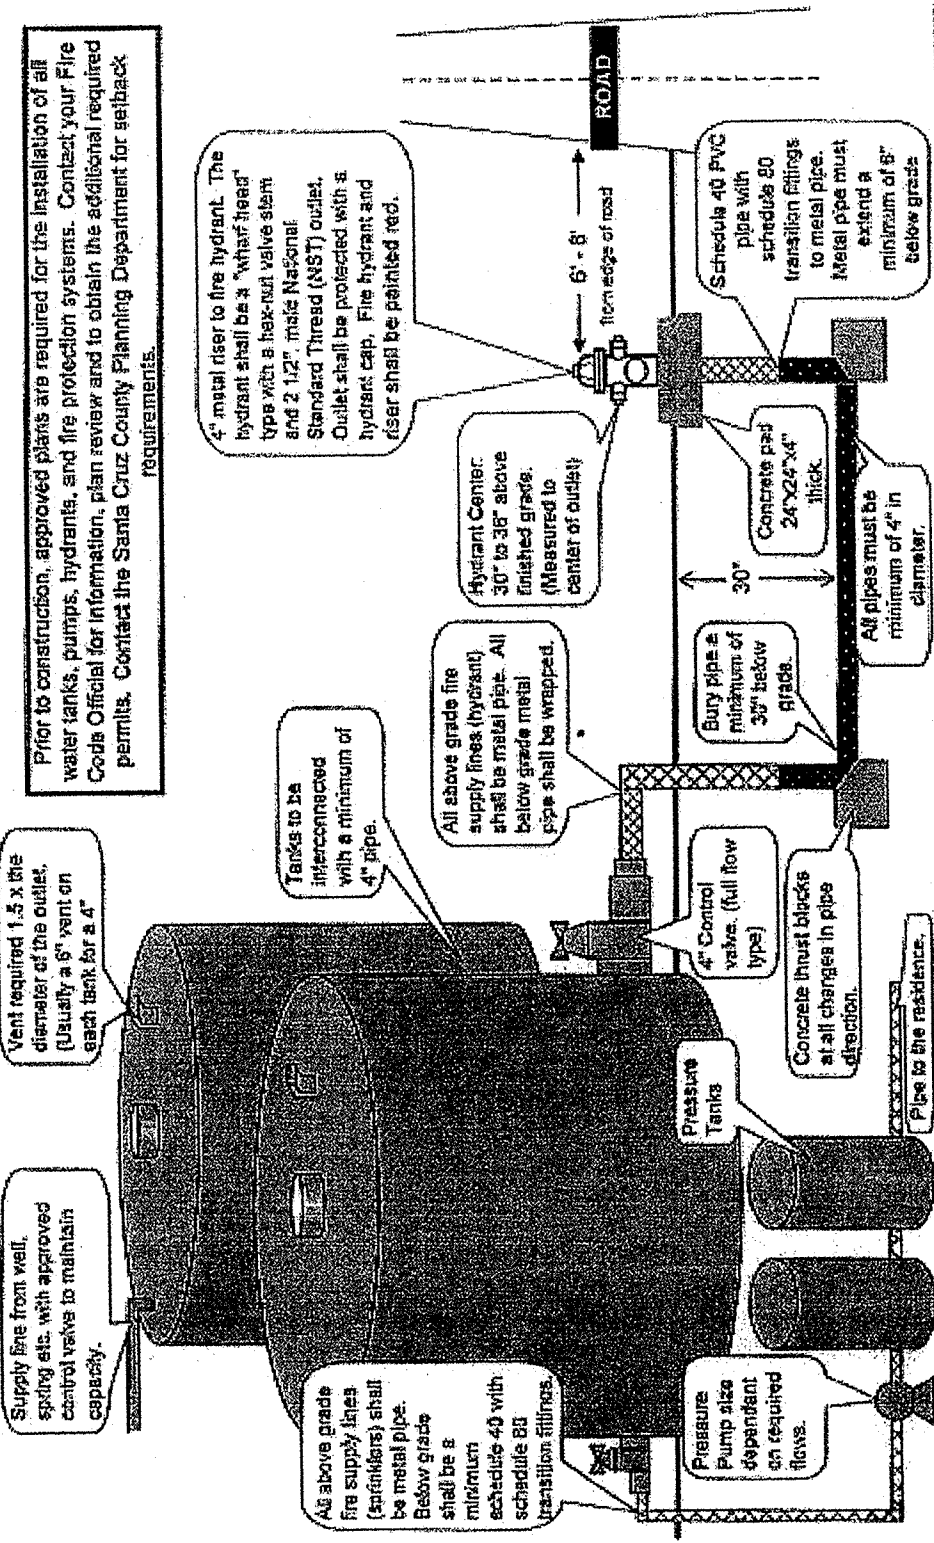 Prior to construction, approved plans are required for the installation of all
water tanks, pumps, hydrants, and fire protection systems. Contact your Fire
Code Official for information, plan review and to obtain the additional required
permits. Contact the Santa Cruz County Planning Department for setback
requirements.
Supply line from well,
spring etc. with approved
control valve to maintain
capacity.
Vent required 1.5 x the
diameter of the outlet.
(Usually a 6" vent on
each tank for a 4"
Tanks to be
interconnected
with a minimum of
4" pipe.
4" metal riser to fire hydrant. The
hydrant shall be a "wharf head"
type with a hex-nut valve stem
and 2 1/2" male National
Standard Thread (NST) outlet.
Outlet shall be protected with a
hydrant cap. Fire hydrant and
riser shall be painted red.
All above grade
fire supply lines
(sprinklers) shall
be metal pipe.
Below grade
shall be a
minimum
schedule 40 with
schedule 80
transition fittings.
All above grade fire
supply lines (hydrant)
shall be metal pipe. All
below grade metal
pipe shall be wrapped.
Hydrant Center:
30" to 36" above
finished grade.
(Measured to
center of outlet)
6' - 8'
from edge of road
ROAD
Pressure
Pump size
dependant
on required
flows.
Pressure
Tanks
4" Control
valve. (full flow
type)
Bury pipe a
minimum of
30" below
grade.
30"
Concrete pad
24"x24"x4"
thick.
Schedule 40 PVC
pipe with
schedule 80
transition fittings
to metal pipe.
Metal pipe must
extend a
minimum of 6"
below grade
Concrete thrust blocks
at all changes in pipe
direction.
All pipes must be
minimum of 4" in
diameter.
Pipe to the residence.